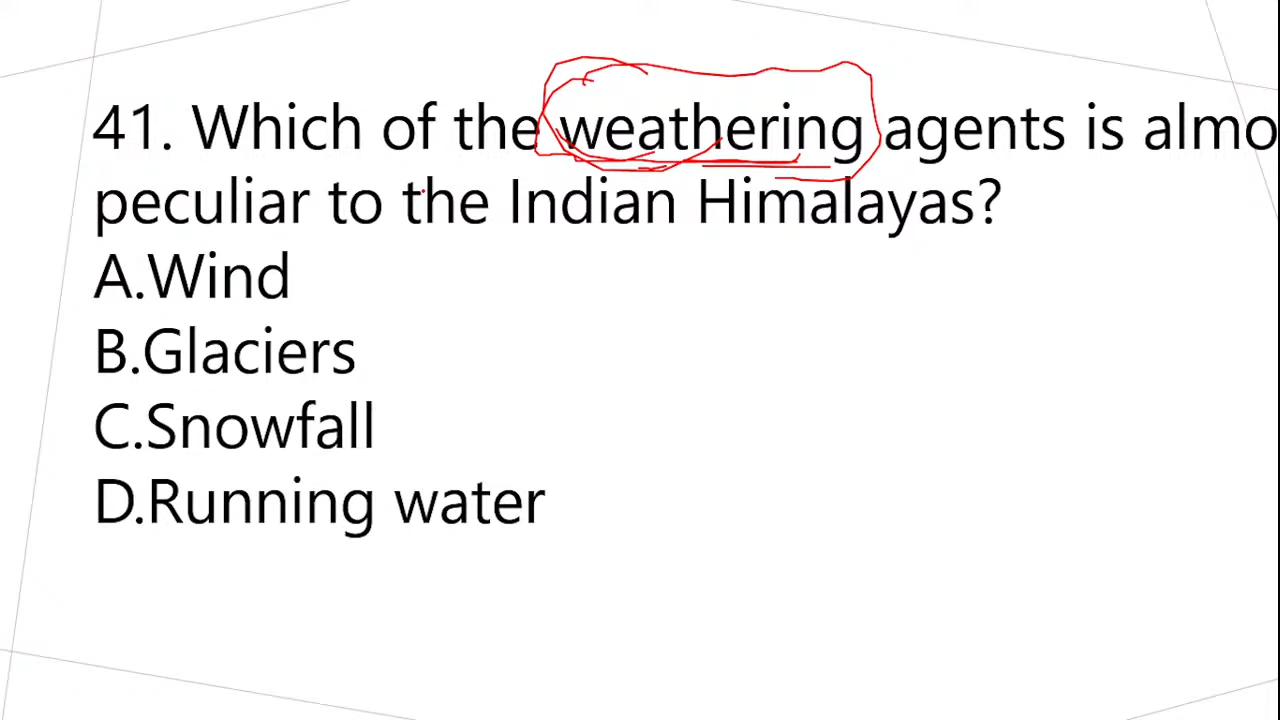 41. Which of the weathering agents is almo
peculiar to the Indian Himalayas?
A.Wind
B.Glaciers
C.Snowfall
D.Running water